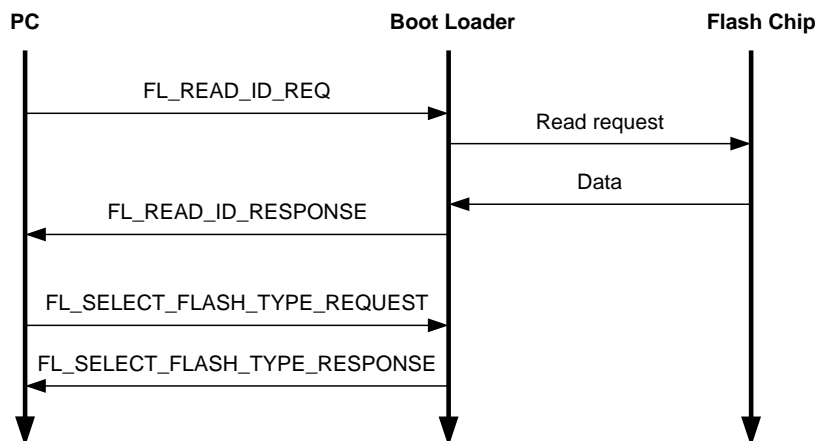 PC Boot Loader Flash Chip
FL_READ_ID_REQ
Read request
Data
FL_READ_ID_RESPONSE
FL_SELECT_FLASH_TYPE_REQUEST
FL_SELECT_FLASH_TYPE_RESPONSE